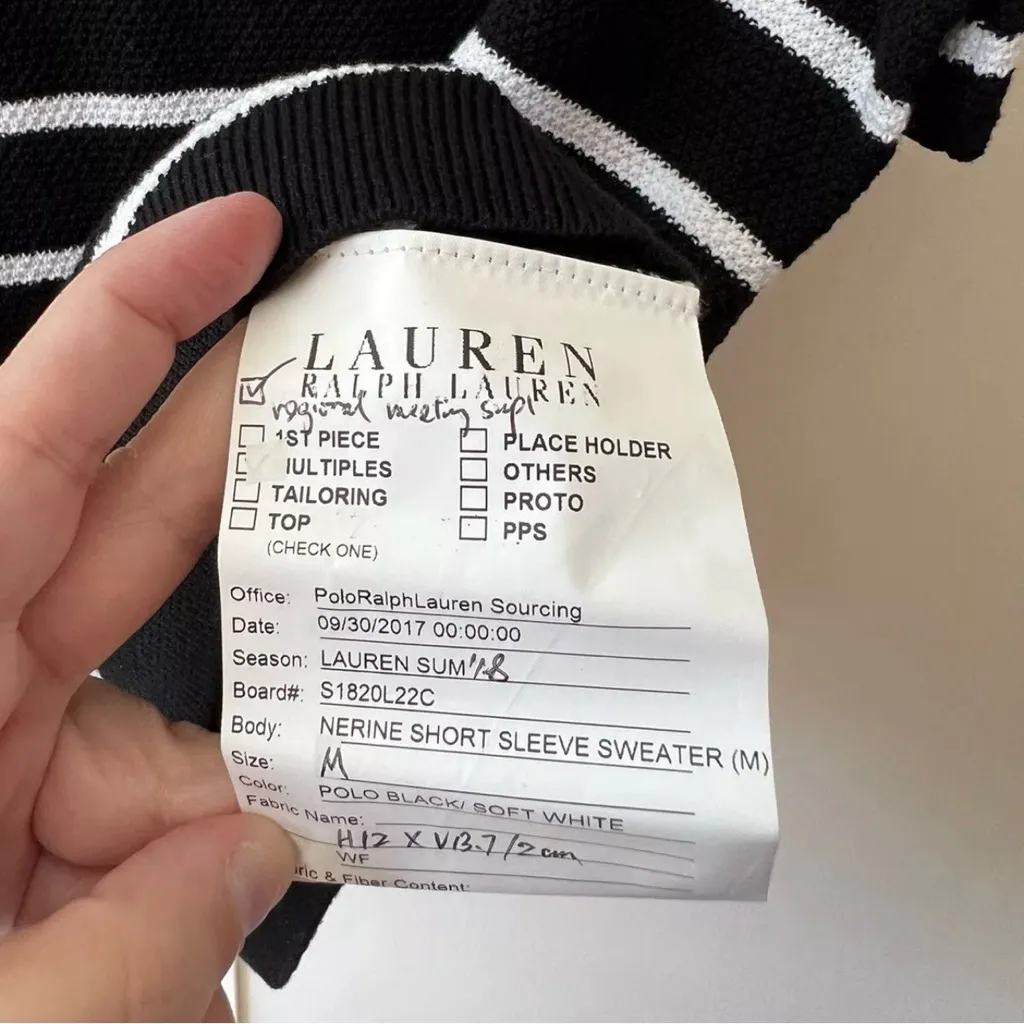 LAUREN
RALPH LAUREN
regional meeting smpl
1ST PIECE
PLACE HOLDER
IULTIPLES
OTHERS
TAILORING
PROTO
TOP
PPS
(CHECK ONE)
Office: PoloRalphLauren Sourcing
Date: 09/30/2017 00:00:00
Season: LAUREN SUM'18
Board#: S1820L22C
Body: NERINE SHORT SLEEVE SWEATER (M)
Size: M
Color: POLO BLACK/ SOFT WHITE
Fabric Name:
H12 X V13.7/2cm
WF
ric & Fiber Content: